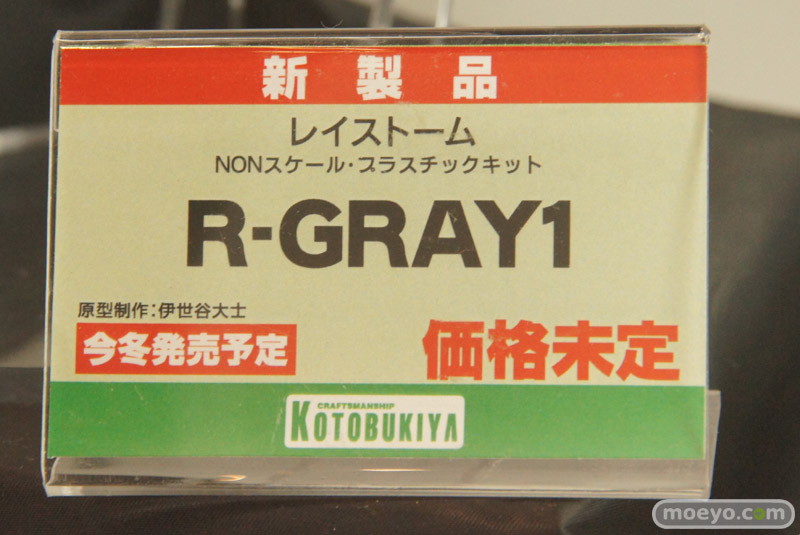 新製品
レイストーム
NONスケール・プラスチックキット
R-GRAY1
原型制作：伊世谷大士
今冬発売予定
価格未定
CRAFTSMANSHIP
KOTOBUKIYA
moeyo.com